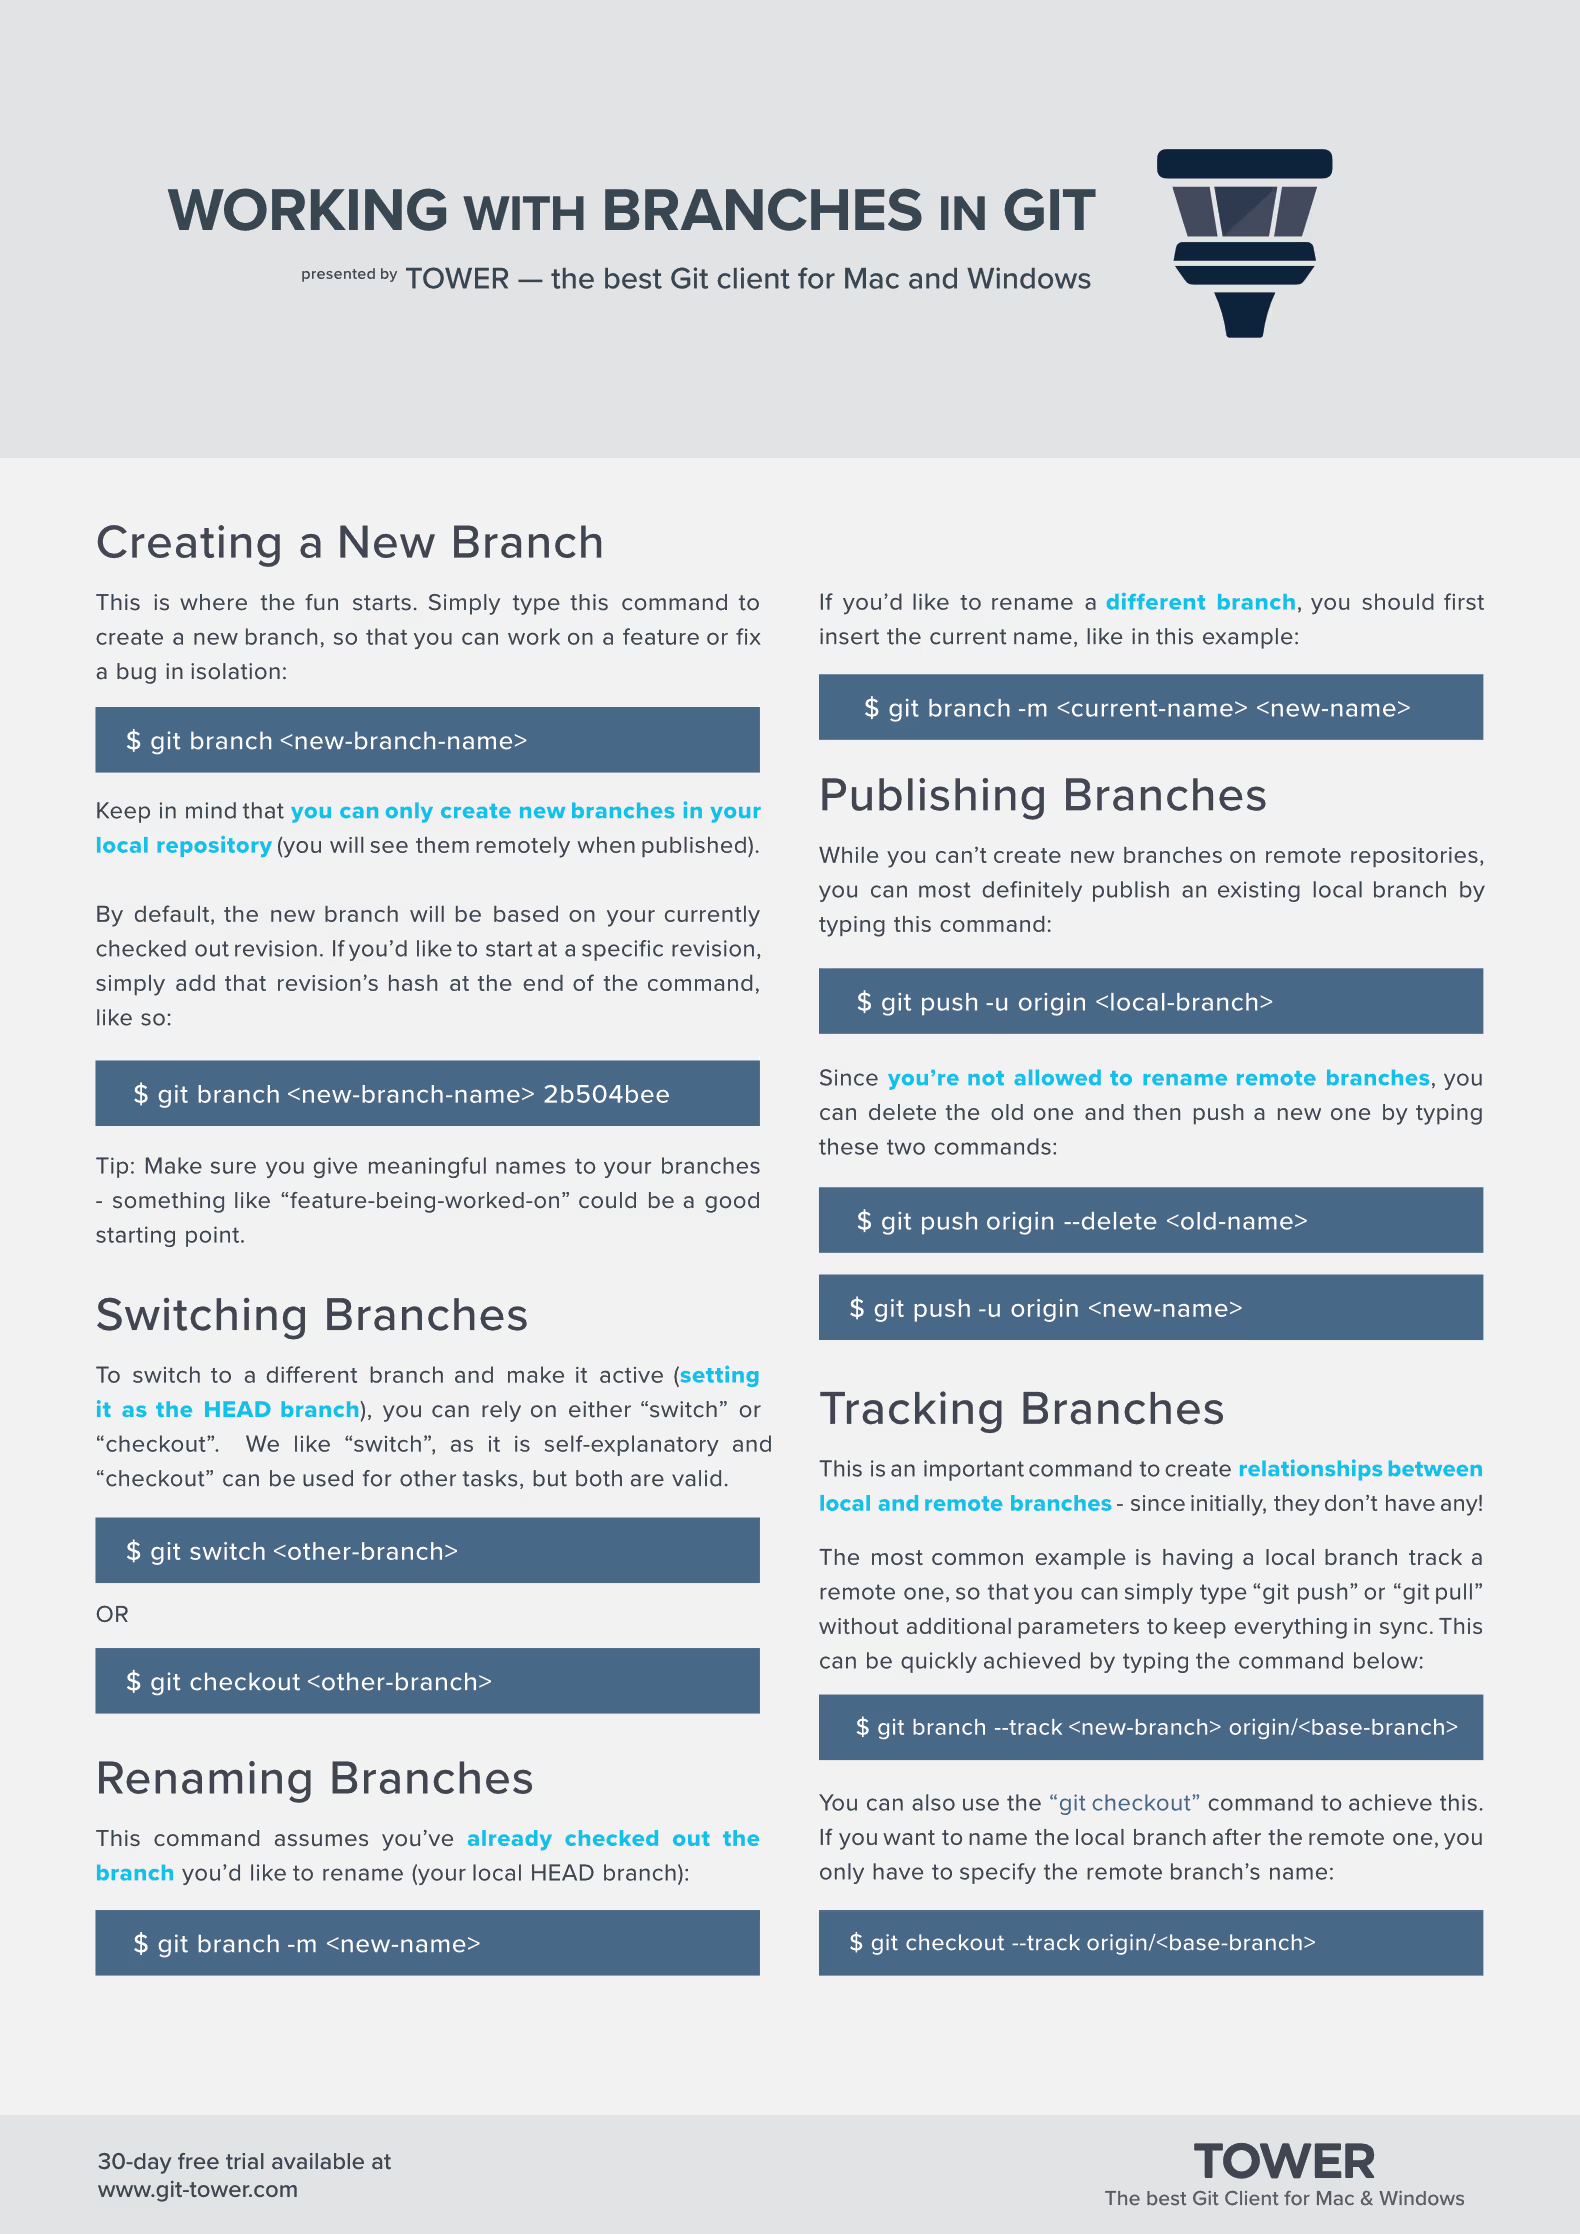 WORKING WITH BRANCHES IN GIT
presented by TOWER — the best Git client for Mac and Windows
Creating a New Branch
This is where the fun starts. Simply type this command to
create a new branch, so that you can work on a feature or fix
a bug in isolation:
$ git branch <new-branch-name>
Keep in mind that you can only create new branches in your
local repository (you will see them remotely when published).
By default, the new branch will be based on your currently
checked out revision. If you’d like to start at a specific revision,
simply add that revision’s hash at the end of the command,
like so:
$ git branch <new-branch-name> 2b504bee
Tip: Make sure you give meaningful names to your branches
- something like “feature-being-worked-on” could be a good
starting point.
Switching Branches
To switch to a different branch and make it active (setting
it as the HEAD branch), you can rely on either “switch” or
“checkout”. We like “switch”, as it is self-explanatory and
“checkout” can be used for other tasks, but both are valid.
$ git switch <other-branch>
OR
$ git checkout <other-branch>
Renaming Branches
This command assumes you’ve already checked out the
branch you’d like to rename (your local HEAD branch):
$ git branch -m <new-name>
If you’d like to rename a different branch, you should first
insert the current name, like in this example:
$ git branch -m <current-name> <new-name>
Publishing Branches
While you can’t create new branches on remote repositories,
you can most definitely publish an existing local branch by
typing this command:
$ git push -u origin <local-branch>
Since you’re not allowed to rename remote branches, you
can delete the old one and then push a new one by typing
these two commands:
$ git push origin --delete <old-name>
$ git push -u origin <new-name>
Tracking Branches
This is an important command to create relationships between
local and remote branches - since initially, they don’t have any!
The most common example is having a local branch track a
remote one, so that you can simply type “git push” or “git pull”
without additional parameters to keep everything in sync. This
can be quickly achieved by typing the command below:
$ git branch --track <new-branch> origin/<base-branch>
You can also use the “git checkout” command to achieve this.
If you want to name the local branch after the remote one, you
only have to specify the remote branch’s name:
$ git checkout --track origin/<base-branch>
30-day free trial available at
www.git-tower.com
TOWER
The best Git Client for Mac & Windows